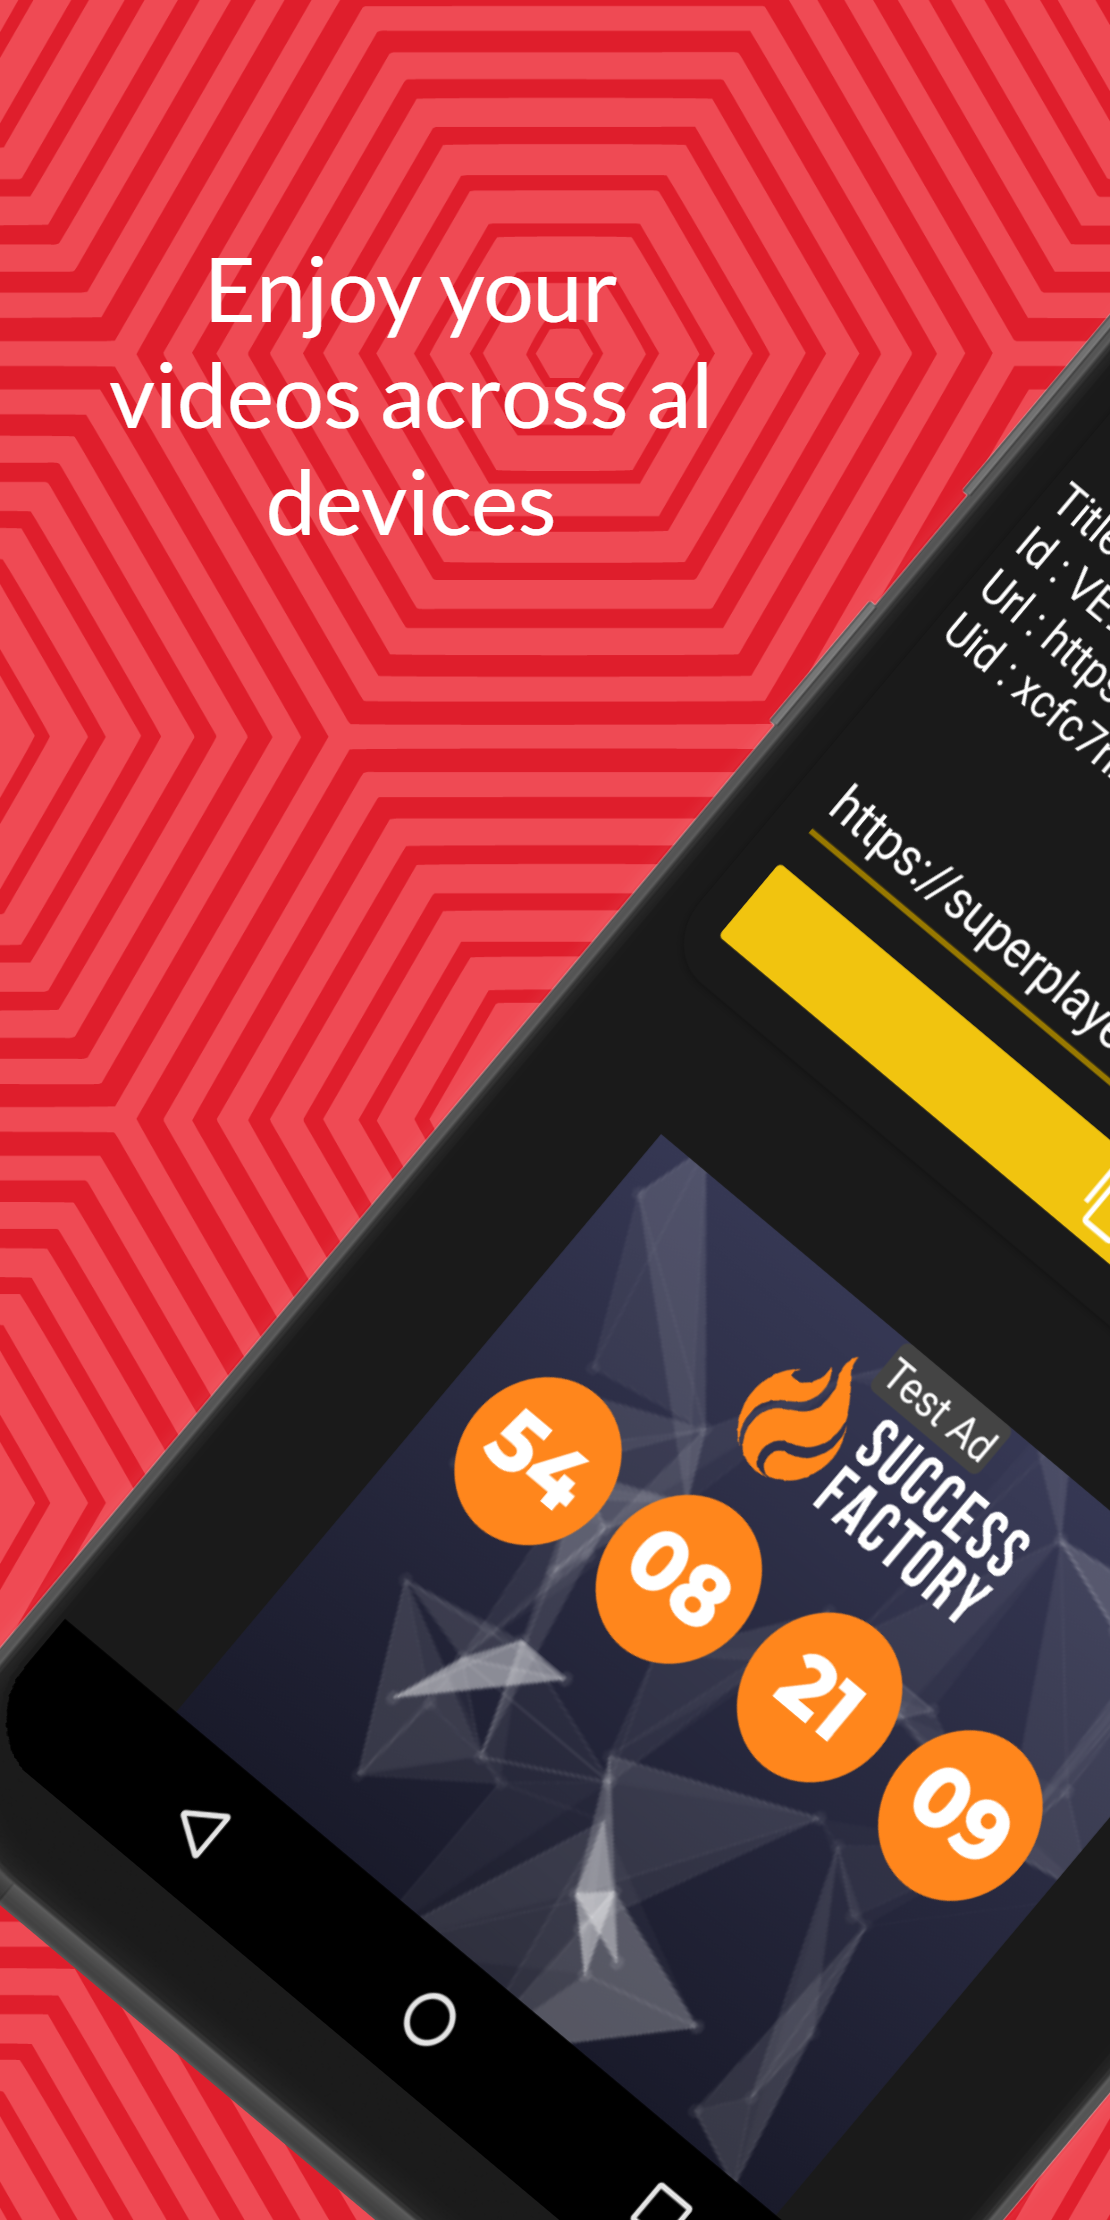 Enjoy your
videos across al
devices
Title
Id : VE
Url : https
Uid : xcfc7
https://superplaye
Test Ad
SUCCESS
FACTORY
54
08
21
09